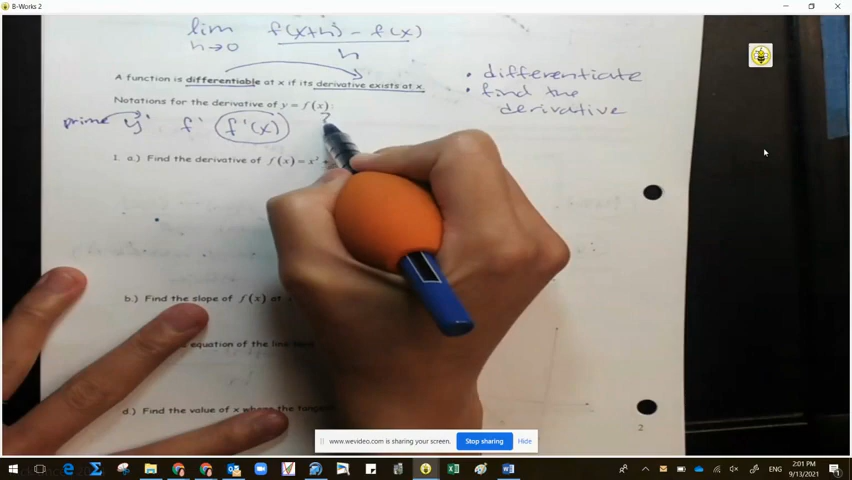 B-Works 2
lim f(x+h) - f(x)
h→0 h
A function is differentiable at x if its derivative exists at x.
• differentiate
• find the
derivative
Notations for the derivative of y = f(x):
prime y' f' f'(x)
1. a.) Find the derivative of f(x) = x² +
b.) Find the slope of f(x) at
equation of the line
d.) Find the value of x where the tangent
2
www.wevideo.com is sharing your screen. Stop sharing Hide
ENG 2:01 PM
9/13/2021